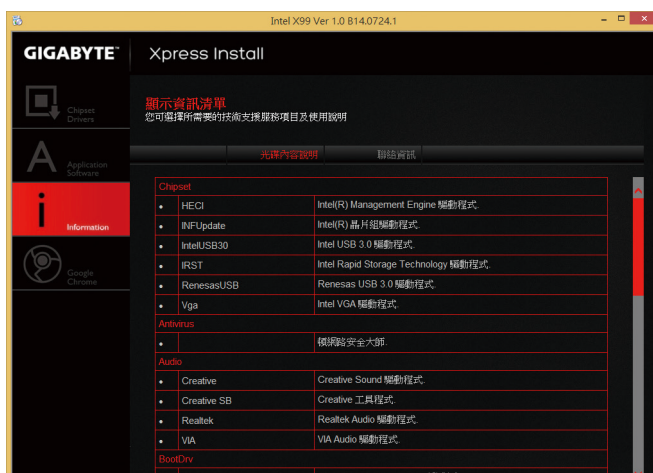 Intel X99 Ver 1.0 B14.0724.1
GIGABYTE™ Xpress Install
Chipset
Drivers
Application
Software
Information
Google
Chrome
顯示資訊清單
您可選擇所需要的技術支援服務項目及使用說明
光碟內容說明 聯絡資訊
Chipset
• HECI Intel(R) Management Engine 驅動程式.
• INFUpdate Intel(R) 晶片組驅動程式.
• IntelUSB30 Intel USB 3.0 驅動程式.
• IRST Intel Rapid Storage Technology 驅動程式.
• RenesasUSB Renesas USB 3.0 驅動程式.
• Vga Intel VGA 驅動程式.
Antivirus
• 頓網路安全大師.
Audio
• Creative Creative Sound 驅動程式.
• Creative SB Creative 工具程式.
• Realtek Realtek Audio 驅動程式.
• VIA VIA Audio 驅動程式.
BootDrv